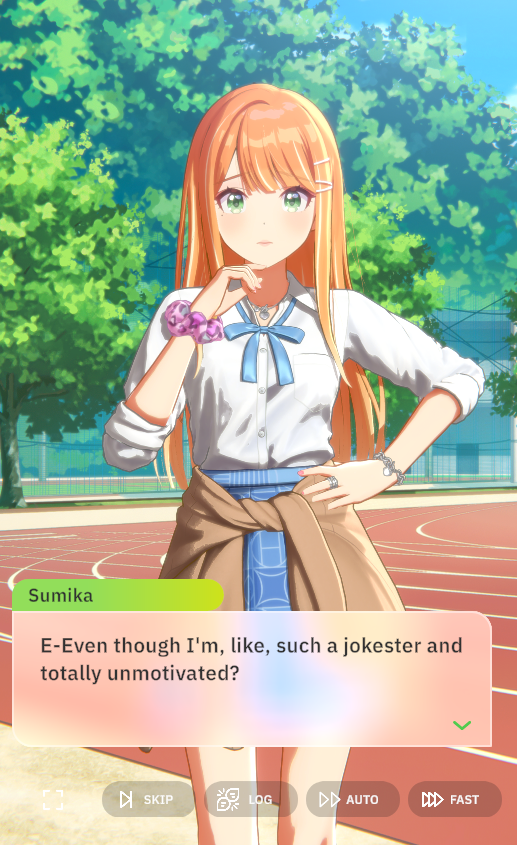 Sumika
E-Even though I'm, like, such a jokester and
totally unmotivated?
SKIP
LOG
AUTO
FAST